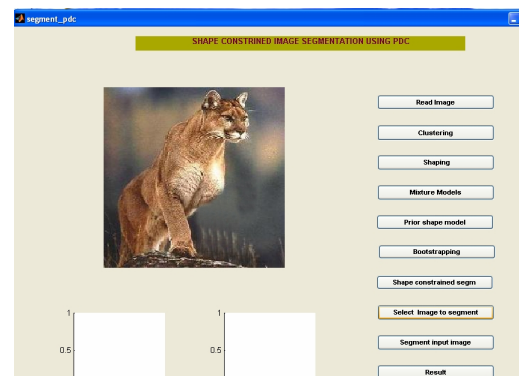 segment_pdc
SHAPE CONSTRINED IMAGE SEGMENTATION USING PDC
Read Image
Clustering
Shaping
Mixture Models
Prior shape model
Bootstrapping
Shape constrained segm
Select Image to segment
Segment input image
Result
1
1
0.5
0.5